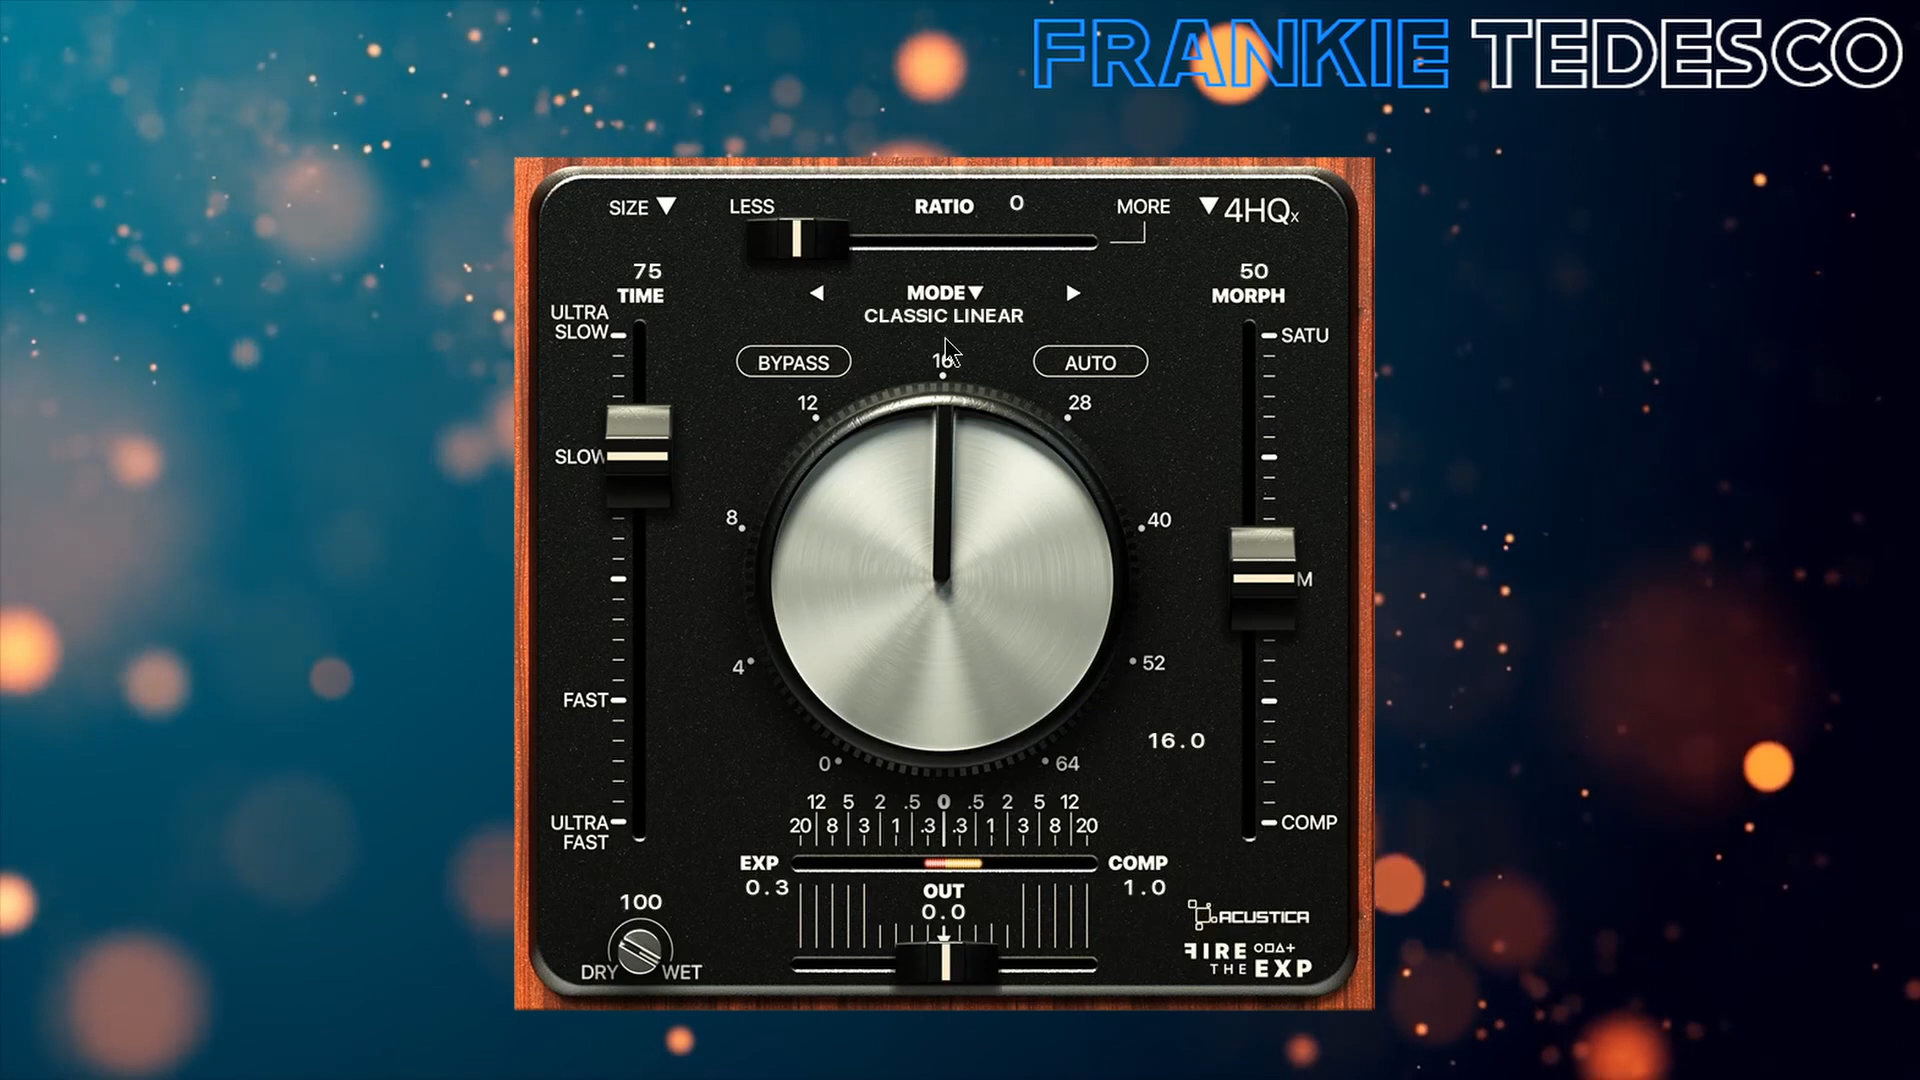 FRANKIE TEDESCO
SIZE ▼
LESS
RATIO 0
MORE
▼ 4HQx
75
TIME
◀ MODE▼ ▶
CLASSIC LINEAR
50
MORPH
ULTRA
SLOW
SATU
BYPASS
16
AUTO
12
28
SLOW
8
40
M
4
52
FAST
16.0
0
64
12 5 2 .5 0 .5 2 5 12
20 8 3 1 .3 .3 1 3 8 20
ULTRA
FAST
COMP
EXP
COMP
0.3
OUT
1.0
0.0
100
DRY
WET
ACUSTICA
FIRE
THE EXP